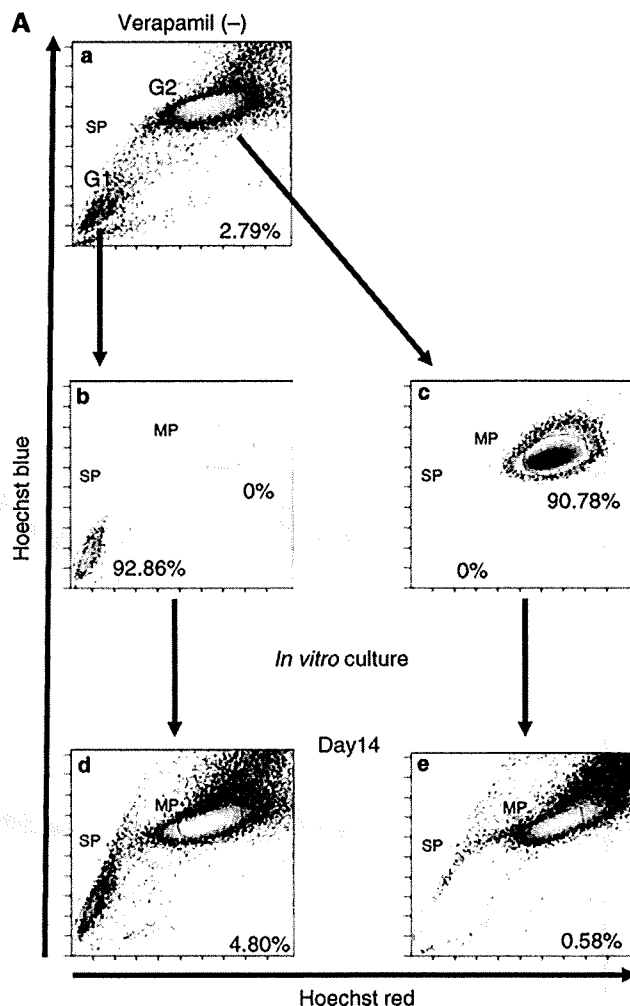 A
Verapamil (–)
a
G2
SP
G1
2.79%
b
MP
SP
0%
92.86%
c
MP
SP
90.78%
0%
In vitro culture
Day14
d
MP
SP
4.80%
e
MP
SP
0.58%
Hoechst blue
Hoechst red